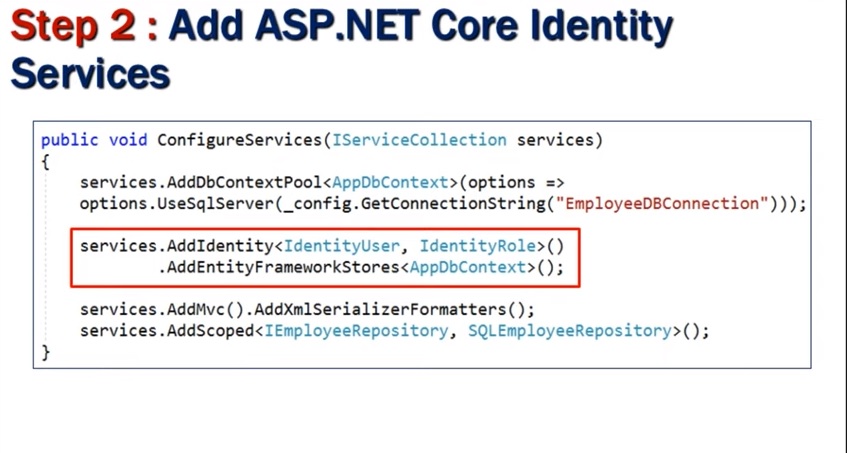 Step 2 : Add ASP.NET Core Identity
Services
public void ConfigureServices(IServiceCollection services)
{
    services.AddDbContextPool<AppDbContext>(options =>
    options.UseSqlServer(_config.GetConnectionString("EmployeeDBConnection")));
    services.AddIdentity<IdentityUser, IdentityRole>()
            .AddEntityFrameworkStores<AppDbContext>();
    services.AddMvc().AddXmlSerializerFormatters();
    services.AddScoped<IEmployeeRepository, SQLEmployeeRepository>();
}